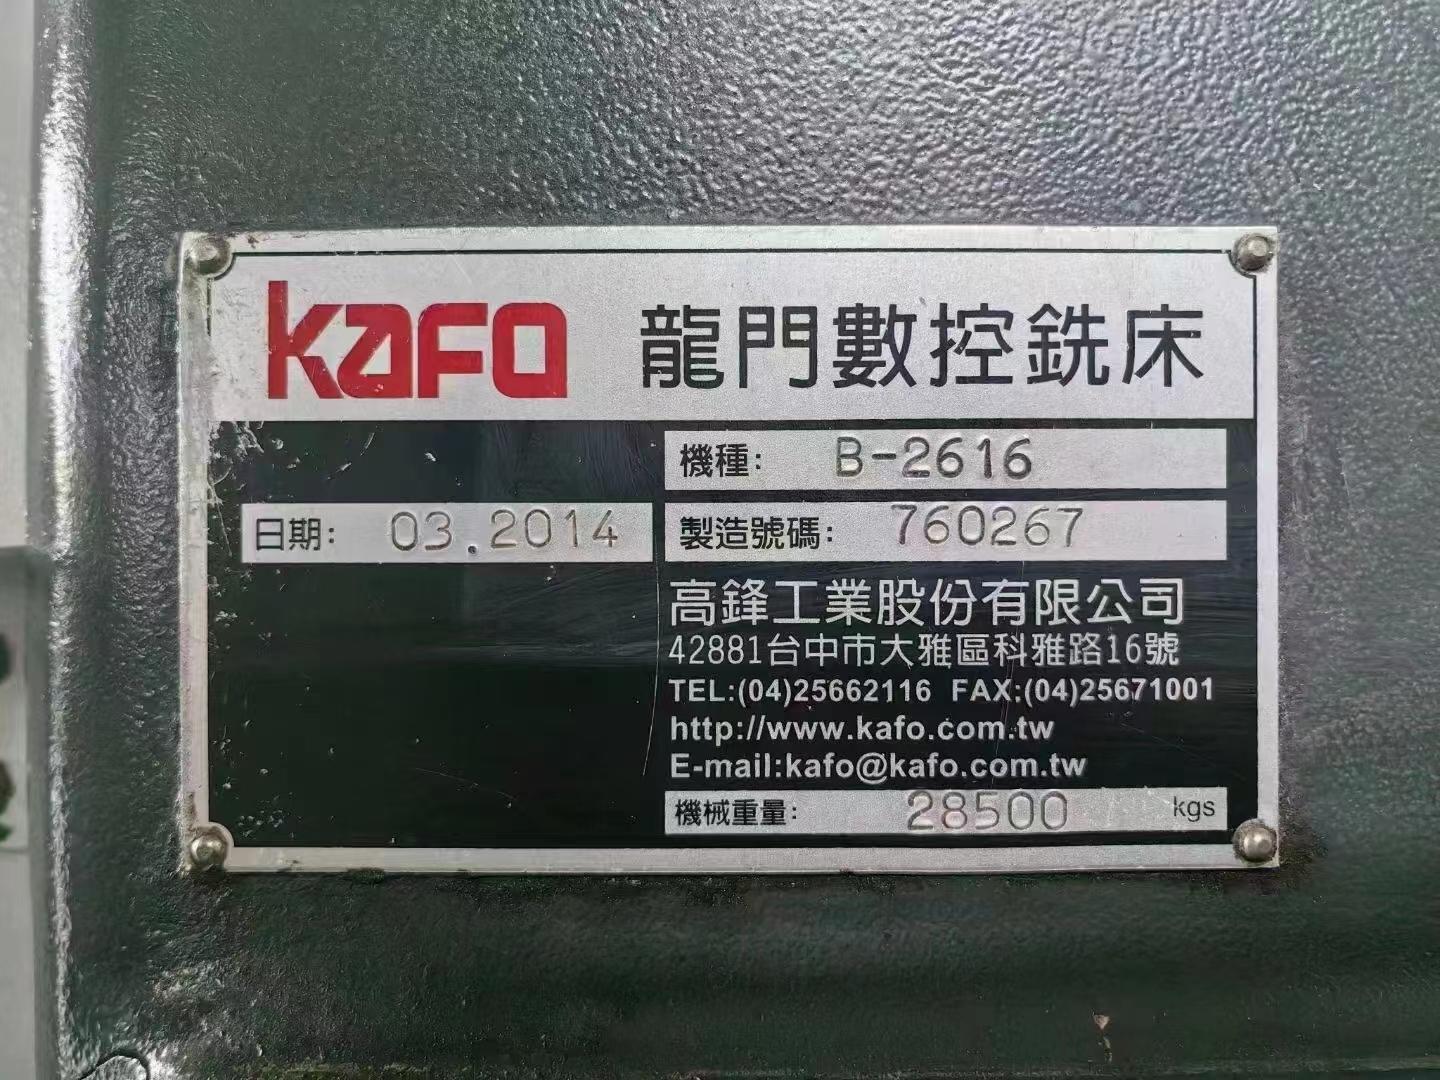 KAFO 龍門數控銑床
機種: B-2616
日期: 03.2014 製造號碼: 760267
高鋒工業股份有限公司
42881台中市大雅區科雅路16號
TEL:(04)25662116 FAX:(04)25671001
http://www.kafo.com.tw
E-mail:kafo@kafo.com.tw
機械重量: 28500 kgs